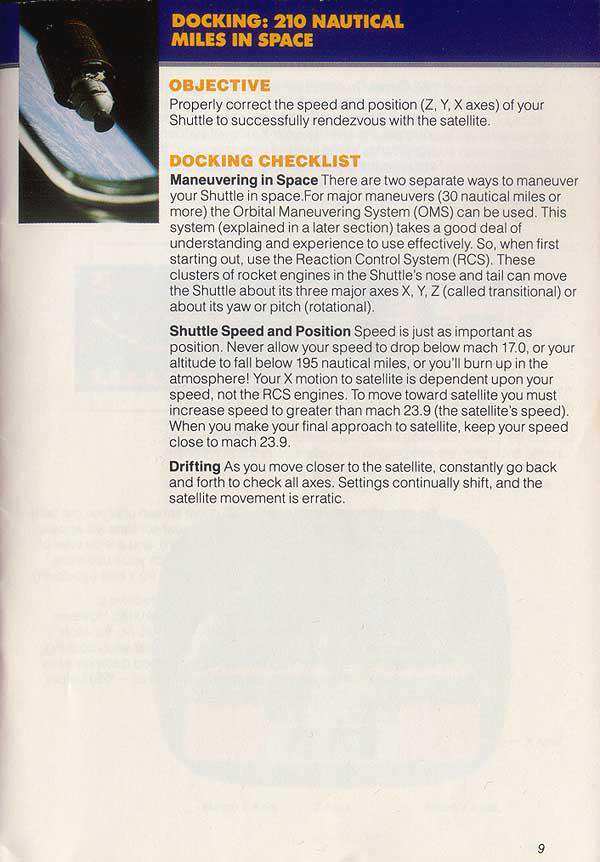 DOCKING: 210 NAUTICAL
MILES IN SPACE
OBJECTIVE
Properly correct the speed and position (Z, Y, X axes) of your
Shuttle to successfully rendezvous with the satellite.
DOCKING CHECKLIST
Maneuvering in Space There are two separate ways to maneuver
your Shuttle in space.For major maneuvers (30 nautical miles or
more) the Orbital Maneuvering System (OMS) can be used. This
system (explained in a later section) takes a good deal of
understanding and experience to use effectively. So, when first
starting out, use the Reaction Control System (RCS). These
clusters of rocket engines in the Shuttle's nose and tail can move
the Shuttle about its three major axes X, Y, Z (called transitional) or
about its yaw or pitch (rotational).
Shuttle Speed and Position Speed is just as important as
position. Never allow your speed to drop below mach 17.0, or your
altitude to fall below 195 nautical miles, or you'll burn up in the
atmosphere! Your X motion to satellite is dependent upon your
speed, not the RCS engines. To move toward satellite you must
increase speed to greater than mach 23.9 (the satellite's speed).
When you make your final approach to satellite, keep your speed
close to mach 23.9.
Drifting As you move closer to the satellite, constantly go back
and forth to check all axes. Settings continually shift, and the
satellite movement is erratic.
9